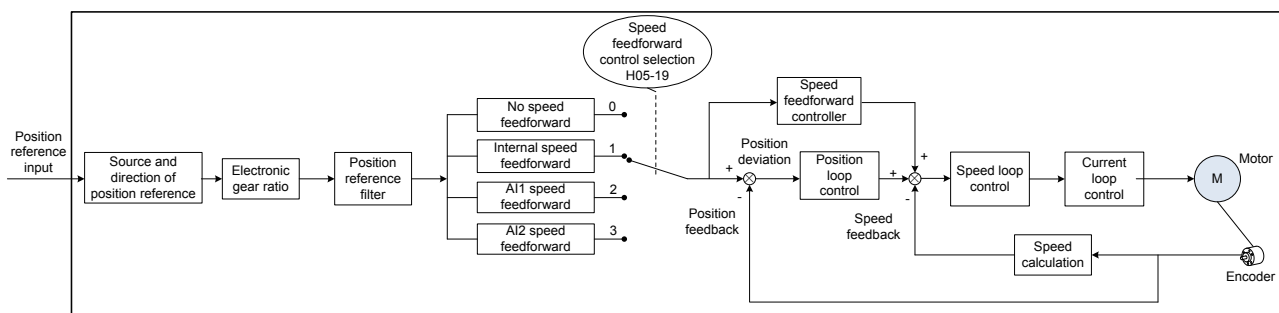 Speed
feedforward
control selection
H05-19
Position
reference
input
Source and
direction of
position reference
Electronic
gear ratio
Position
reference
filter
No speed
feedforward
0
Internal speed
feedforward
1
AI1 speed
feedforward
2
AI2 speed
feedforward
3
Speed
feedforward
controller
Position
deviation
+
-
Position
feedback
Position
loop
control
+
+
-
Speed
feedback
Speed loop
control
Current
loop
control
Motor
M
Speed
calculation
Encoder